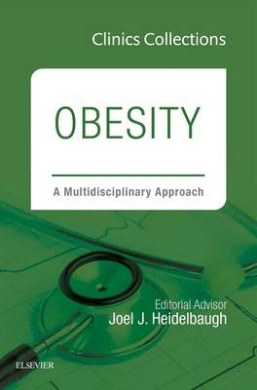 Clinics Collections
OBESITY
A Multidisciplinary Approach
Editorial Advisor
Joel J. Heidelbaugh
ELSEVIER